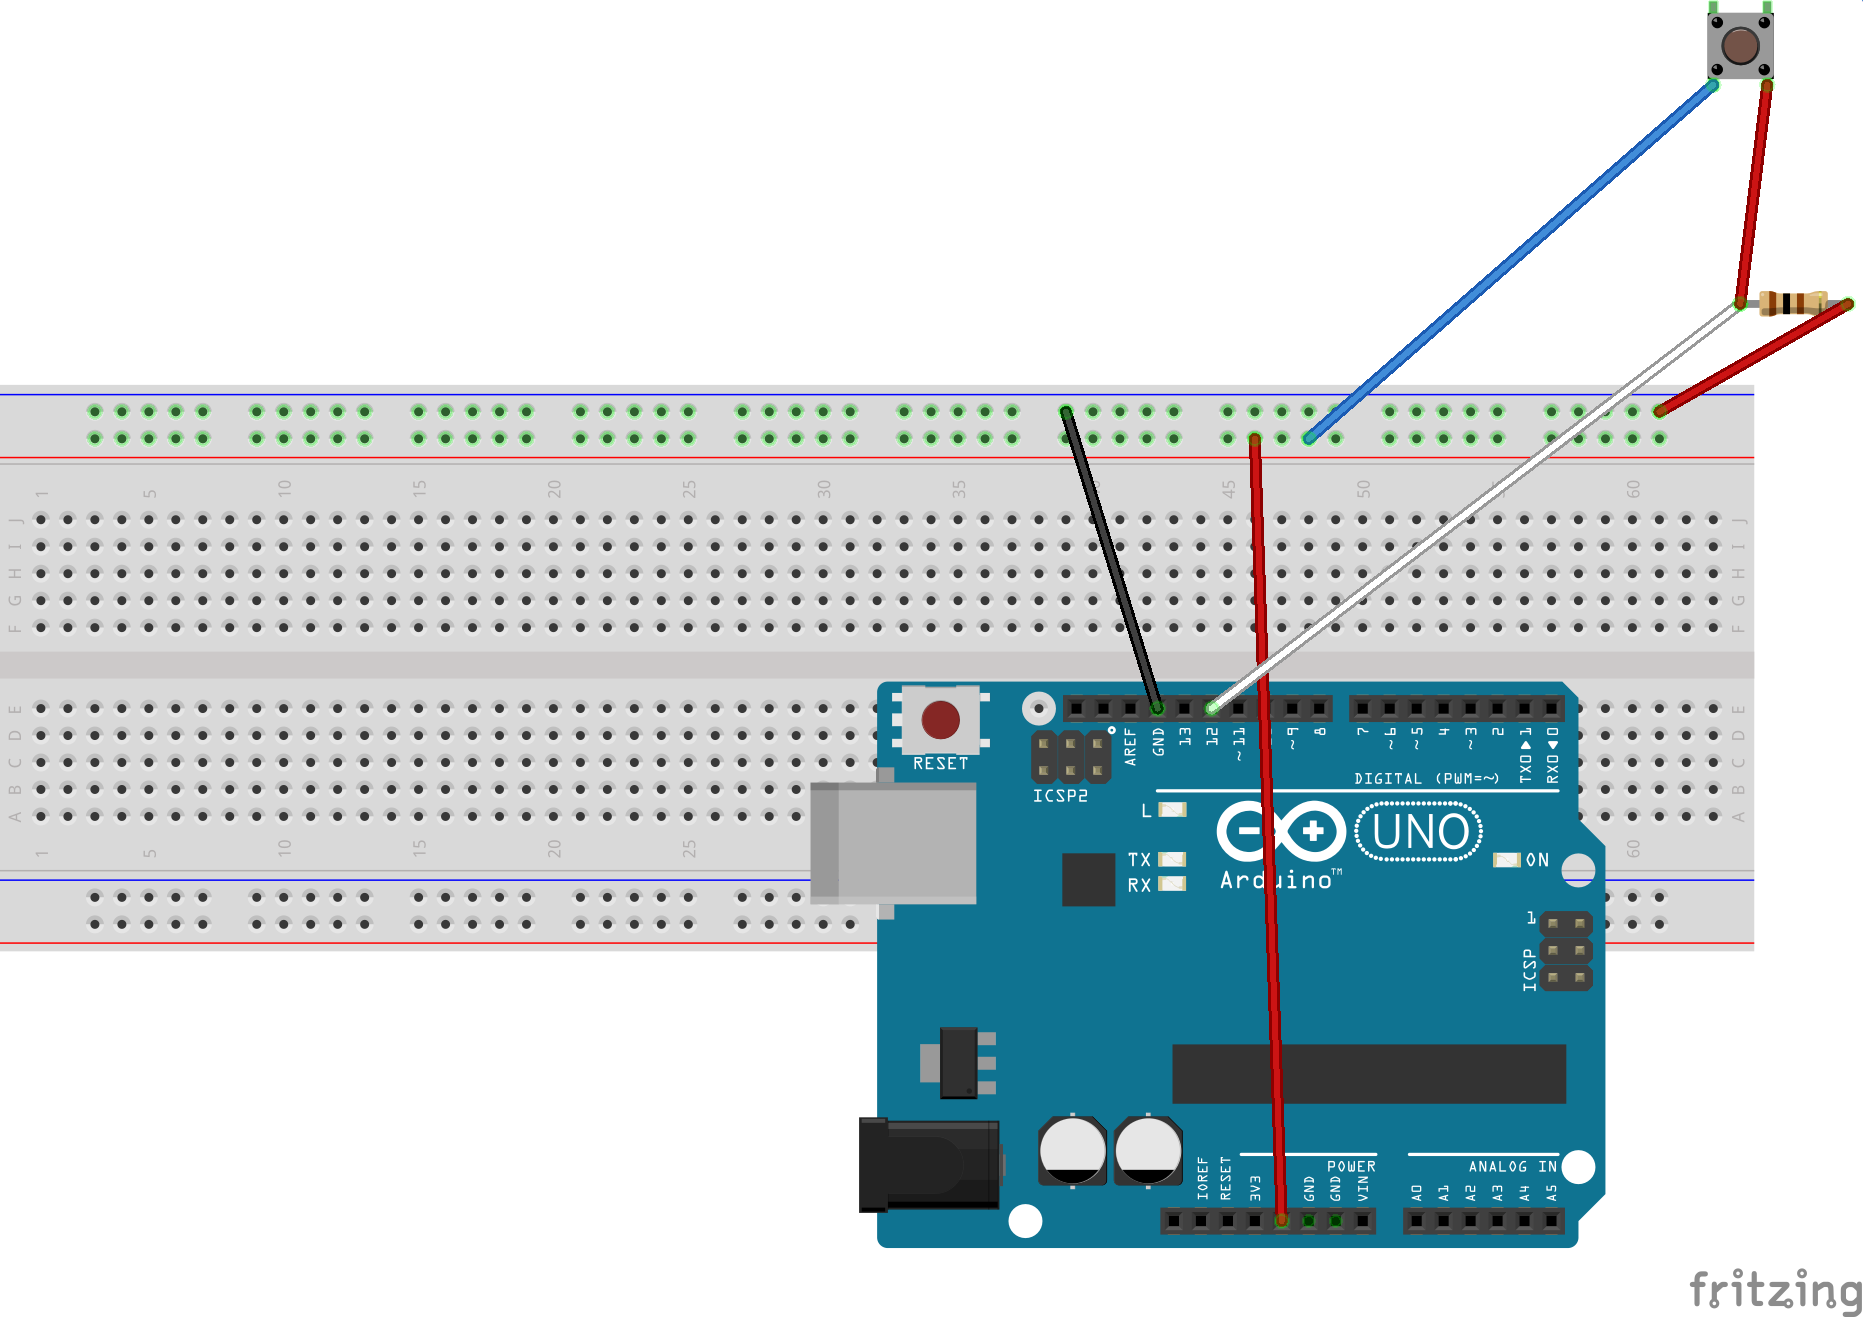 1 5 10 15 20 25 30 35 45 50 60
J J
I I
H H
G G
F F
E E
D D
C C
B B
A A
1 5 10 15 20 25 60
RESET
AREF GND 13 12 ~11 ~9 8 7 ~6 ~5 4 ~3 2 TX0▶1 RX0◀0
ICSP2
DIGITAL (PWM=~)
L
TX
RX
UNO
ON
Arduino™
1
ICSP
POWER
ANALOG IN
IOREF RESET 3V3 GND GND VIN A0 A1 A2 A3 A4 A5
fritzing